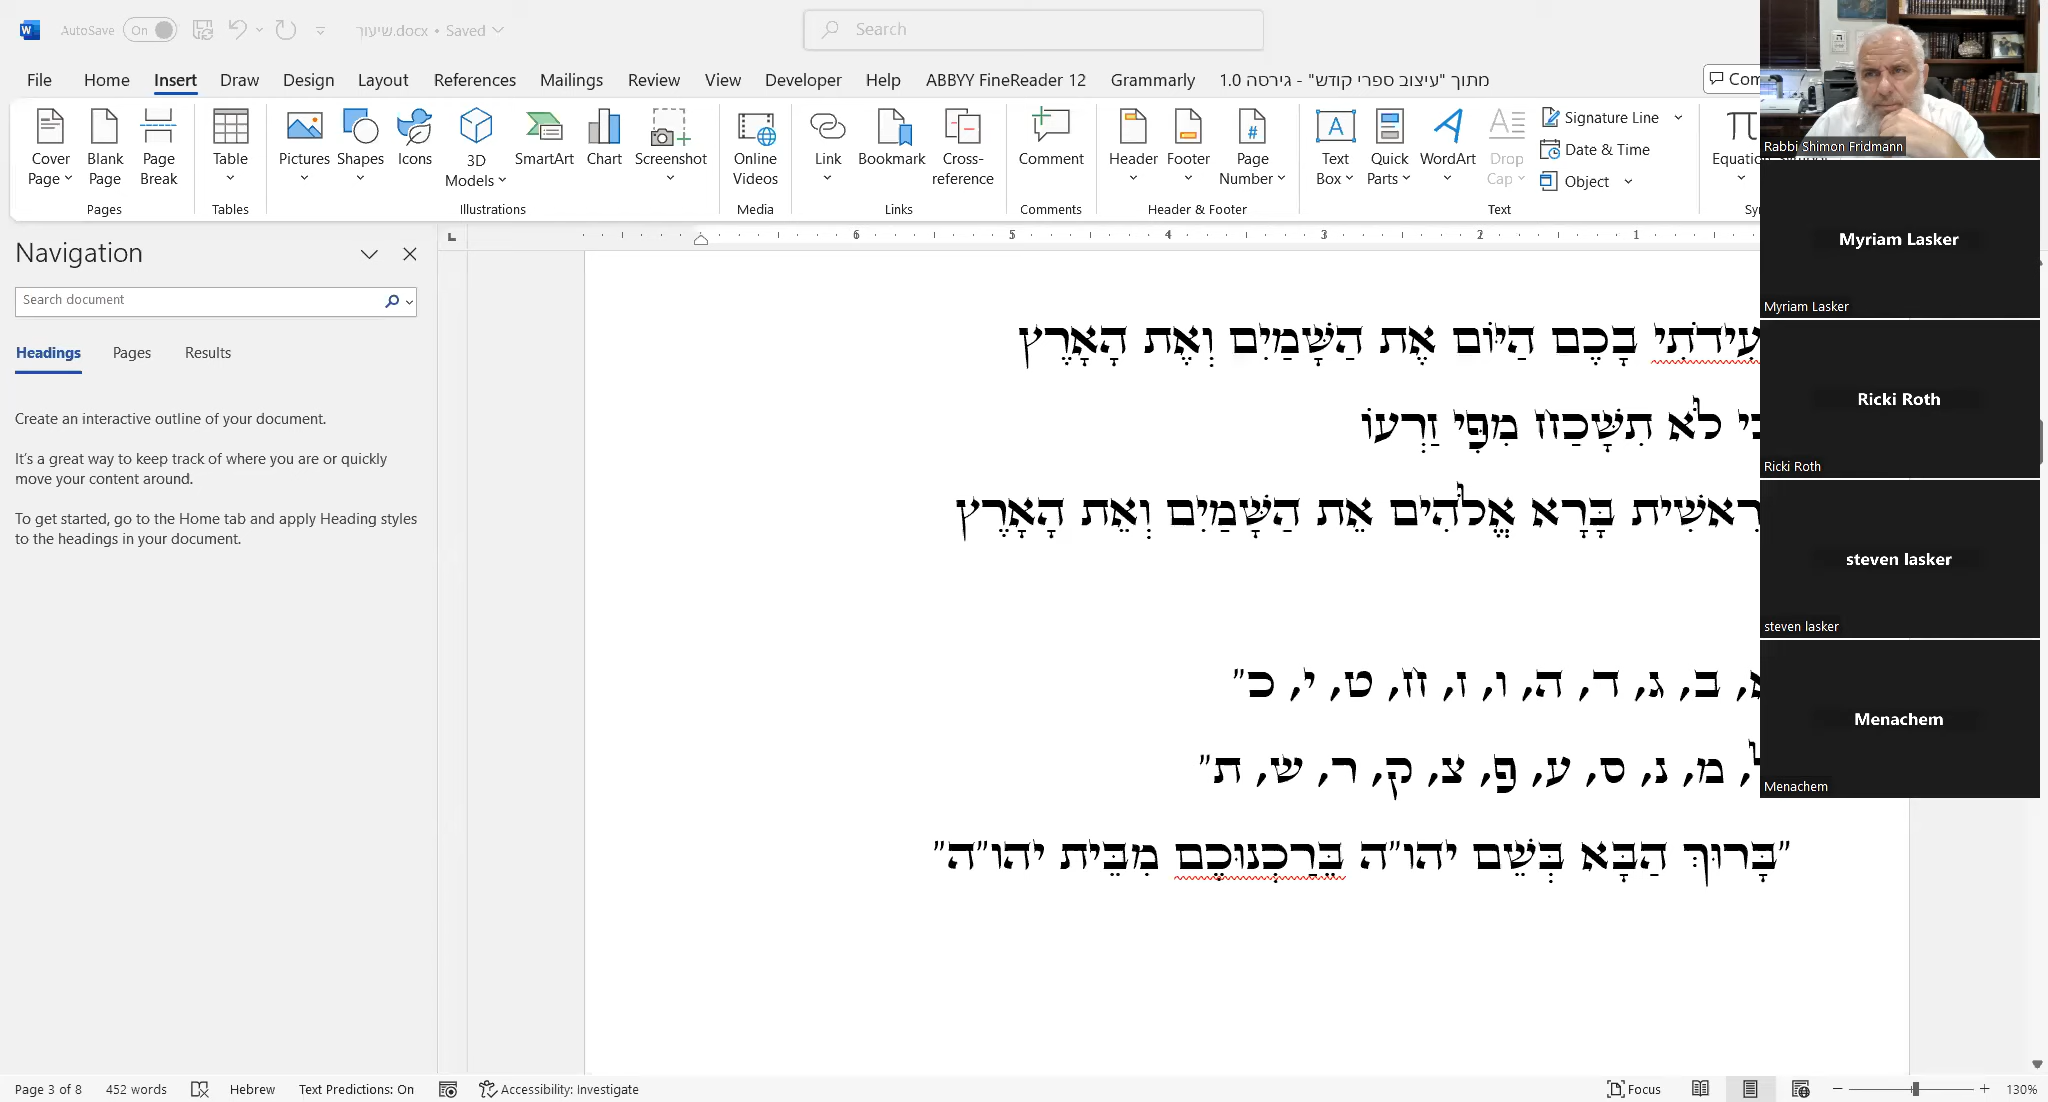 AutoSave On שיעור.docx • Saved Search
File Home Insert Draw Design Layout References Mailings Review View Developer Help ABBYY FineReader 12 Grammarly מתוך "עיצוב ספרי קודש" - גירסה 1.0
Cover Page Blank Page Page Break Table Pictures Shapes Icons 3D Models SmartArt Chart Screenshot Online Videos Link Bookmark Cross-reference Comment Header Footer Page Number Text Box Quick Parts WordArt Drop Cap Signature Line Date & Time Object
Pages Tables Illustrations Media Links Comments Header & Footer Text
Navigation
Search document
Headings Pages Results
Create an interactive outline of your document.
It's a great way to keep track of where you are or quickly
move your content around.
To get started, go to the Home tab and apply Heading styles
to the headings in your document.
6 5 4 3 2 1
בָכֶם הַיּוֹם אֶת הַשָּׁמַיִם וְאֶת הָאָרֶץ
לֹא תִשָּׁכַח מִפִּי זַרְעוֹ
בָּרָא אֱלֹהִים אֵת הַשָּׁמַיִם וְאֵת הָאָרֶץ
ב, ג, ד, ה, ו, ז, ח, ט, י, כ"
מ, נ, ס, ע, פ, צ, ק, ר, ש, ת"
"בָּרוּךְ הַבָּא בְּשֵׁם יהו"ה בֵּרַכְנוּכֶם מִבֵּית יהו"ה"
Rabbi Shimon Fridmann
Myriam Lasker
Myriam Lasker
Ricki Roth
Ricki Roth
steven lasker
steven lasker
Menachem
Menachem
Page 3 of 8 452 words Hebrew Text Predictions: On Accessibility: Investigate Focus 130%